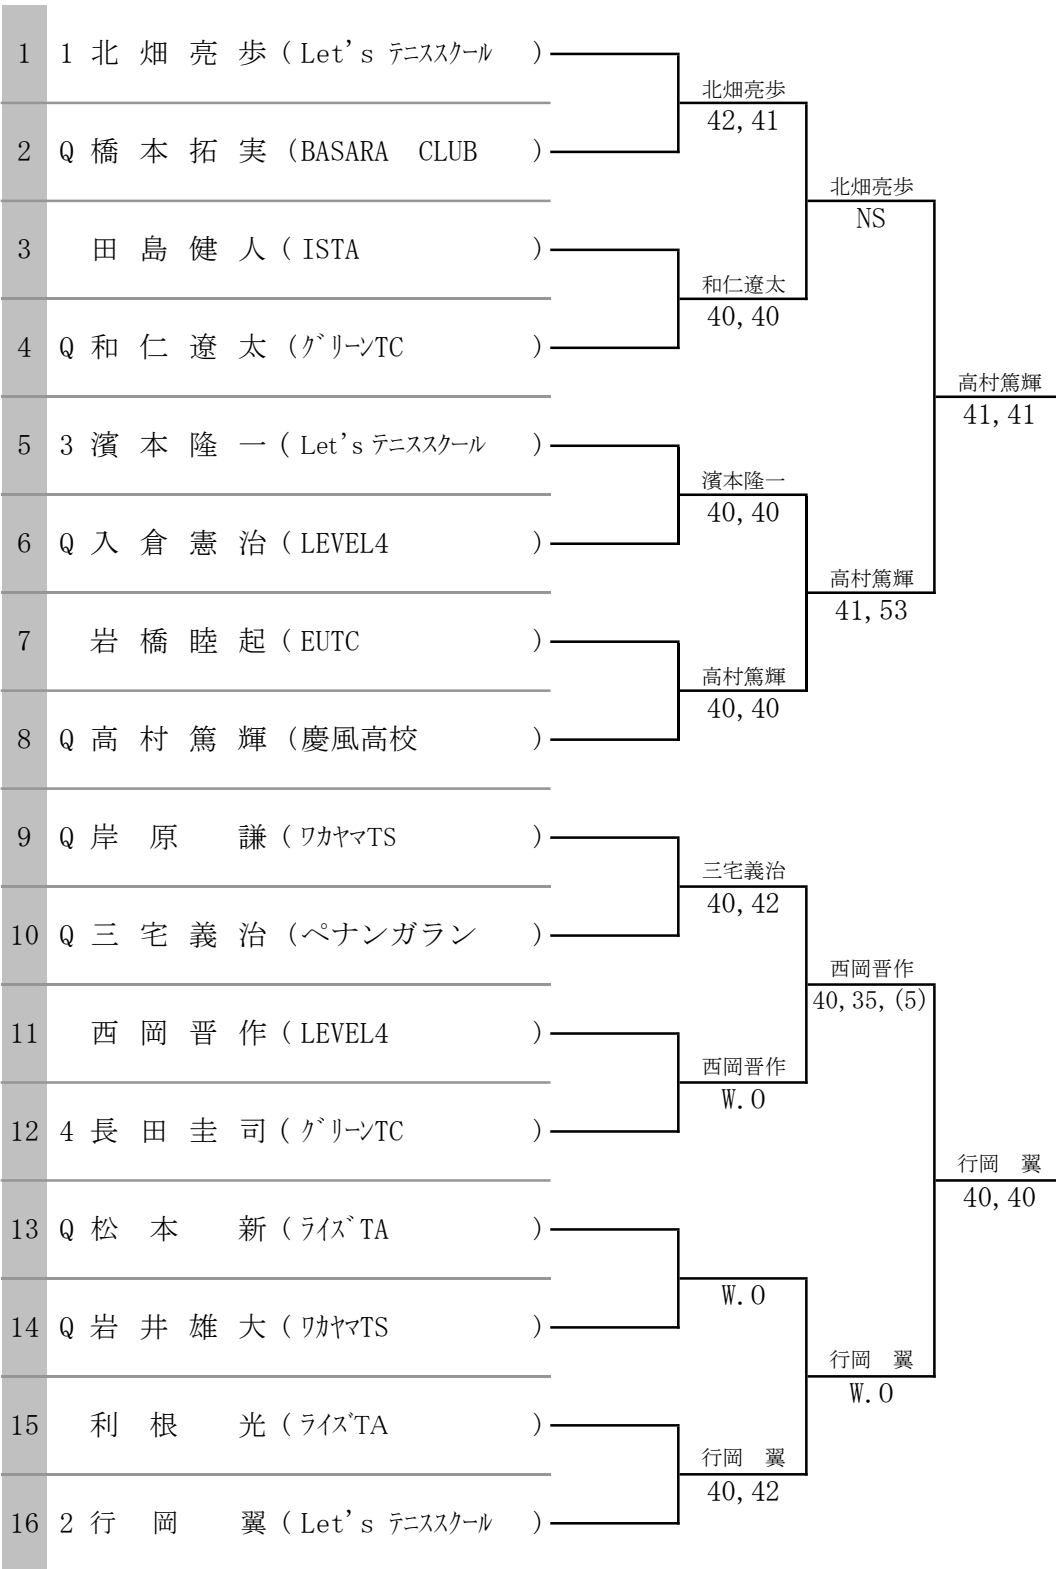 1 1 北畑亮歩 (Let's テニススクール)
北畑亮歩
42, 41
2 Q 橋本拓実 (BASARA CLUB)
北畑亮歩
NS
3 田島健人 (ISTA)
和仁遼太
40, 40
4 Q 和仁遼太 (グリーンTC)
高村篤輝
41, 41
5 3 濱本隆一 (Let's テニススクール)
濱本隆一
40, 40
6 Q 入倉憲治 (LEVEL4)
高村篤輝
41, 53
7 岩橋睦起 (EUTC)
高村篤輝
40, 40
8 Q 高村篤輝 (慶風高校)
9 Q 岸原 謙 (ワカヤマTS)
三宅義治
40, 42
10 Q 三宅義治 (ペナンガラン)
西岡晋作
40, 35, (5)
11 西岡晋作 (LEVEL4)
西岡晋作
W.O
12 4 長田圭司 (グリーンTC)
行岡 翼
40, 40
13 Q 松本 新 (ライズTA)
W.O
14 Q 岩井雄大 (ワカヤマTS)
行岡 翼
W.O
15 利根 光 (ライズTA)
行岡 翼
40, 42
16 2 行岡 翼 (Let's テニススクール)